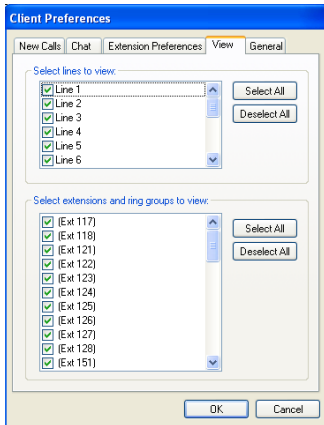 Client Preferences
New Calls Chat Extension Preferences View General
Select lines to view:
Line 1
Line 2
Line 3
Line 4
Line 5
Line 6
Select All
Deselect All
Select extensions and ring groups to view:
(Ext 117)
(Ext 118)
(Ext 121)
(Ext 122)
(Ext 123)
(Ext 124)
(Ext 125)
(Ext 126)
(Ext 127)
(Ext 128)
(Ext 151)
Select All
Deselect All
OK Cancel